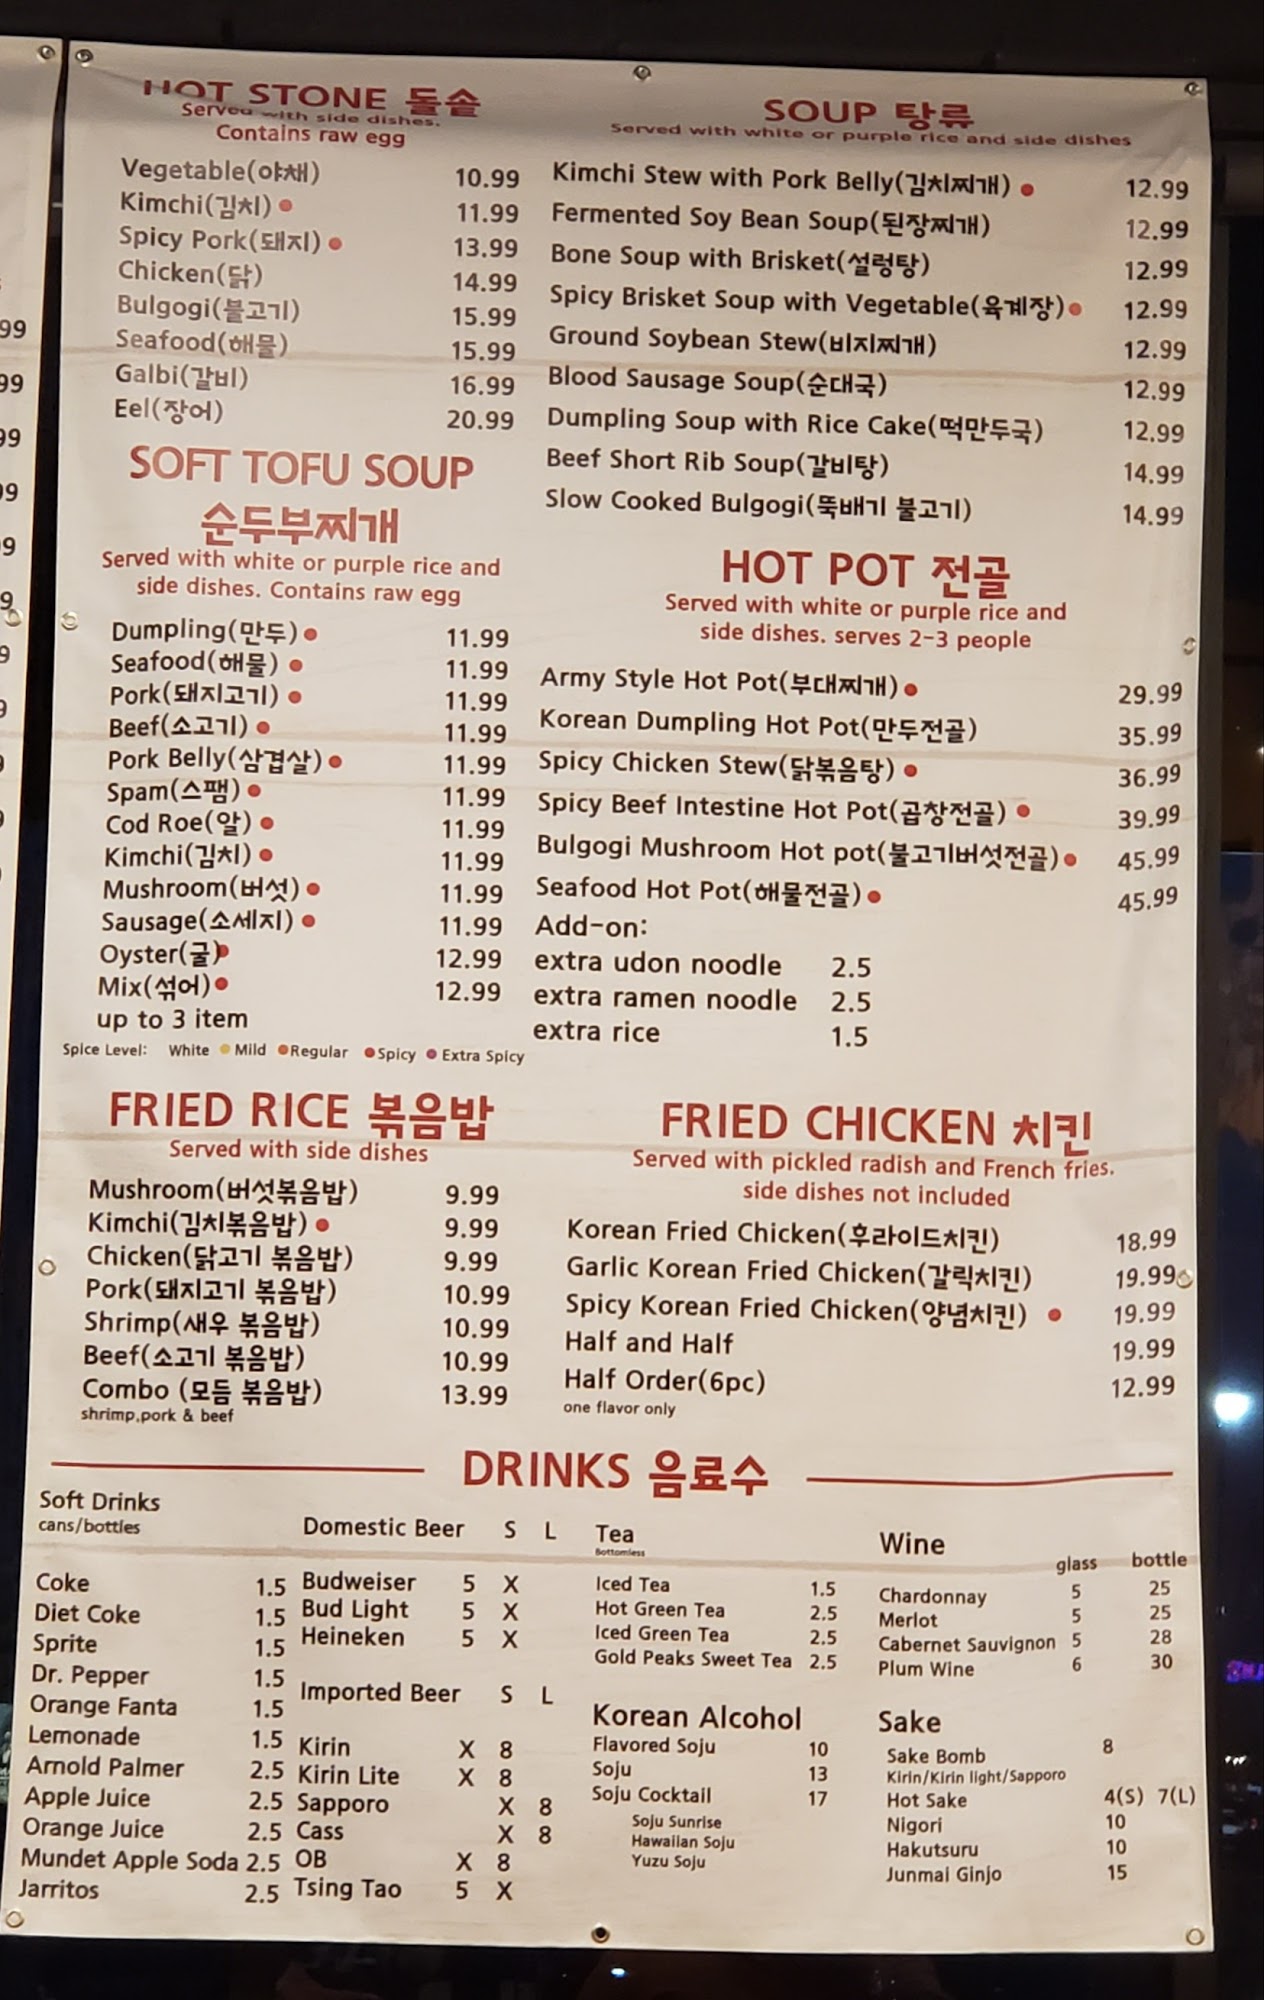 HOT STONE 돌솥
Served with side dishes.
Contains raw egg
Vegetable(야채) 10.99
Kimchi(김치) 11.99
Spicy Pork(돼지) 13.99
Chicken(닭) 14.99
Bulgogi(불고기) 15.99
Seafood(해물) 15.99
Galbi(갈비) 16.99
Eel(장어) 20.99
SOFT TOFU SOUP
순두부찌개
Served with white or purple rice and
side dishes. Contains raw egg
Dumpling(만두) 11.99
Seafood(해물) 11.99
Pork(돼지고기) 11.99
Beef(소고기) 11.99
Pork Belly(삼겹살) 11.99
Spam(스팸) 11.99
Cod Roe(알) 11.99
Kimchi(김치) 11.99
Mushroom(버섯) 11.99
Sausage(소세지) 11.99
Oyster(굴) 12.99
Mix(섞어) 12.99
up to 3 item
Spice Level: White Mild Regular Spicy Extra Spicy
FRIED RICE 볶음밥
Served with side dishes
Mushroom(버섯볶음밥) 9.99
Kimchi(김치볶음밥) 9.99
Chicken(닭고기 볶음밥) 9.99
Pork(돼지고기 볶음밥) 10.99
Shrimp(새우 볶음밥) 10.99
Beef(소고기 볶음밥) 10.99
Combo (모듬 볶음밥) 13.99
shrimp,pork & beef
SOUP 탕류
Served with white or purple rice and side dishes
Kimchi Stew with Pork Belly(김치찌개) 12.99
Fermented Soy Bean Soup(된장찌개) 12.99
Bone Soup with Brisket(설렁탕) 12.99
Spicy Brisket Soup with Vegetable(육계장) 12.99
Ground Soybean Stew(비지찌개) 12.99
Blood Sausage Soup(순대국) 12.99
Dumpling Soup with Rice Cake(떡만두국) 12.99
Beef Short Rib Soup(갈비탕) 14.99
Slow Cooked Bulgogi(뚝배기 불고기) 14.99
HOT POT 전골
Served with white or purple rice and
side dishes. serves 2-3 people
Army Style Hot Pot(부대찌개) 29.99
Korean Dumpling Hot Pot(만두전골) 35.99
Spicy Chicken Stew(닭볶음탕) 36.99
Spicy Beef Intestine Hot Pot(곱창전골) 39.99
Bulgogi Mushroom Hot pot(불고기버섯전골) 45.99
Seafood Hot Pot(해물전골) 45.99
Add-on:
extra udon noodle 2.5
extra ramen noodle 2.5
extra rice 1.5
FRIED CHICKEN 치킨
Served with pickled radish and French fries.
side dishes not included
Korean Fried Chicken(후라이드치킨) 18.99
Garlic Korean Fried Chicken(갈릭치킨) 19.99
Spicy Korean Fried Chicken(양념치킨) 19.99
Half and Half 19.99
Half Order(6pc) 12.99
one flavor only
DRINKS 음료수
Soft Drinks
cans/bottles
Coke 1.5
Diet Coke 1.5
Sprite 1.5
Dr. Pepper 1.5
Orange Fanta 1.5
Lemonade 1.5
Arnold Palmer 2.5
Apple Juice 2.5
Orange Juice 2.5
Mundet Apple Soda 2.5
Jarritos 2.5
Domestic Beer S L
Budweiser 5 X
Bud Light 5 X
Heineken 5 X
Imported Beer S L
Kirin X 8
Kirin Lite X 8
Sapporo X 8
Cass X 8
OB X 8
Tsing Tao 5 X
Tea
Bottomless
Iced Tea 1.5
Hot Green Tea 2.5
Iced Green Tea 2.5
Gold Peaks Sweet Tea 2.5
Korean Alcohol
Flavored Soju 10
Soju 13
Soju Cocktail 17
Soju Sunrise
Hawaiian Soju
Yuzu Soju
Wine
glass bottle
Chardonnay 5 25
Merlot 5 25
Cabernet Sauvignon 5 28
Plum Wine 6 30
Sake
Sake Bomb 8
Kirin/Kirin light/Sapporo
Hot Sake 4(S) 7(L)
Nigori 10
Hakutsuru 10
Junmai Ginjo 15